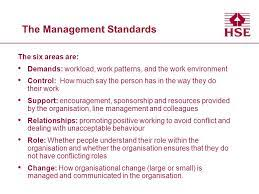 The Management Standards
HSE
The six areas are:
• Demands: workload, work patterns, and the work environment
• Control: How much say the person has in the way they do
their work
• Support: encouragement, sponsorship and resources provided
by the organisation, line management and colleagues
• Relationships: promoting positive working to avoid conflict and
dealing with unacceptable behaviour
• Role: Whether people understand their role within the
organisation and whether the organisation ensures that they do
not have conflicting roles
• Change: How organisational change (large or small) is
managed and communicated in the organisation.